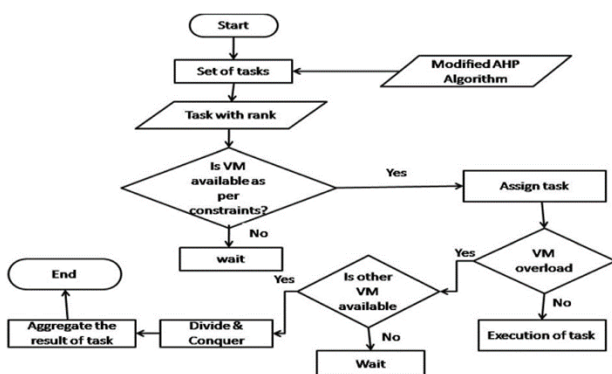 Start
Set of tasks
Modified AHP
Algorithm
Task with rank
Is VM
available as
per
constraints?
Yes
Assign task
No
wait
VM
overload
Yes
No
Execution of task
Is other
VM
available
Yes
No
Wait
Divide &
Conquer
Aggregate the
result of task
End